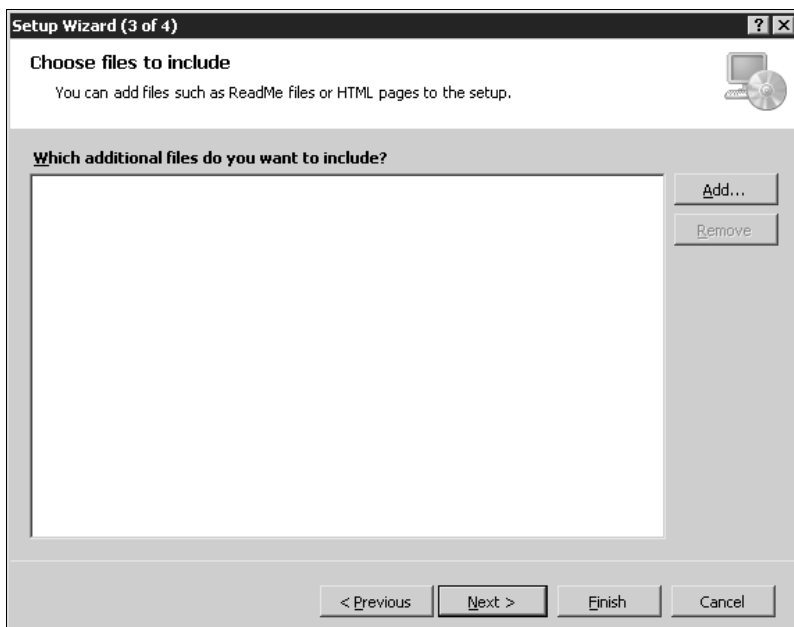 Setup Wizard (3 of 4)
Choose files to include
You can add files such as ReadMe files or HTML pages to the setup.
Which additional files do you want to include?
Add...
Remove
< Previous
Next >
Finish
Cancel